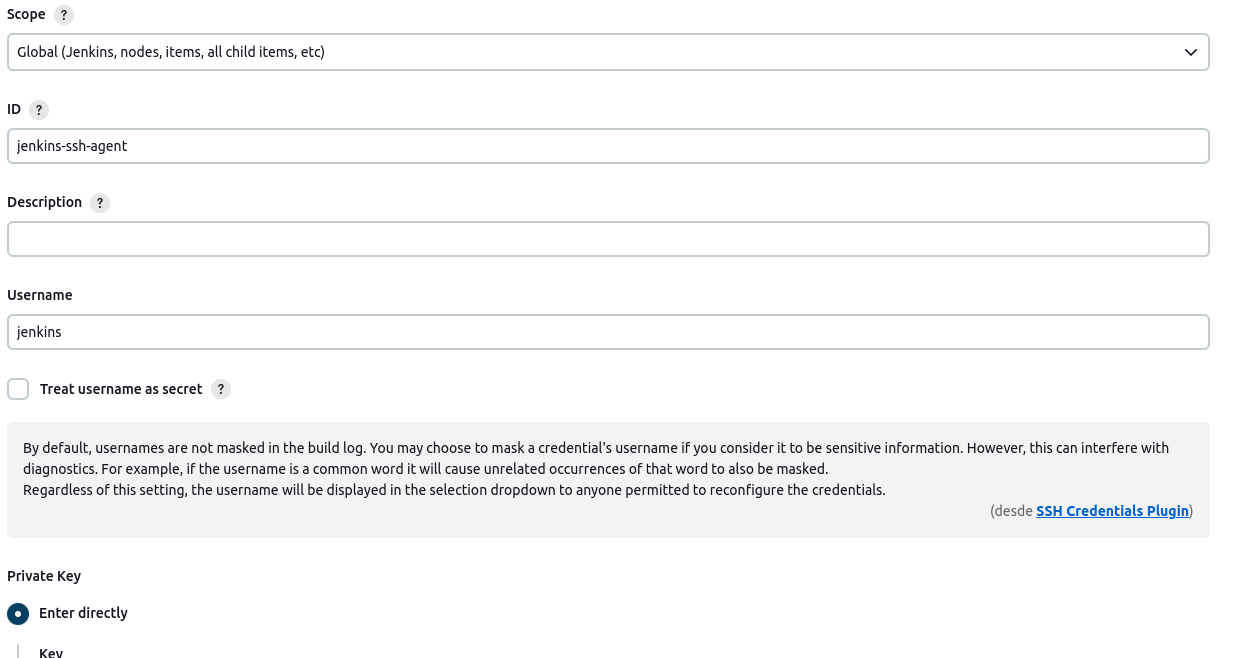 Scope ?
Global (Jenkins, nodes, items, all child items, etc)
ID ?
jenkins-ssh-agent
Description ?
Username
jenkins
Treat username as secret ?
By default, usernames are not masked in the build log. You may choose to mask a credential's username if you consider it to be sensitive information. However, this can interfere with
diagnostics. For example, if the username is a common word it will cause unrelated occurrences of that word to also be masked.
Regardless of this setting, the username will be displayed in the selection dropdown to anyone permitted to reconfigure the credentials.
(desde SSH Credentials Plugin)
Private Key
Enter directly
Key